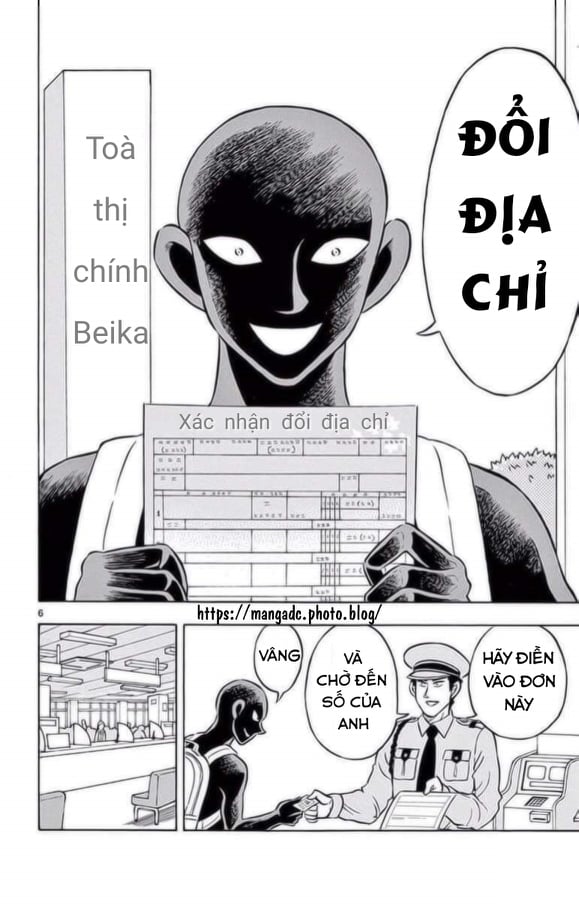 ĐỔI
ĐỊA
CHỈ
Toà
thị
chính
Beika
Xác nhận đổi địa chỉ
1
6
https://mangadc.photo.blog/
HÃY ĐIỀN
VÀO ĐƠN
NÀY
VÀ
CHỜ ĐẾN
SỐ CỦA
ANH
VÂNG